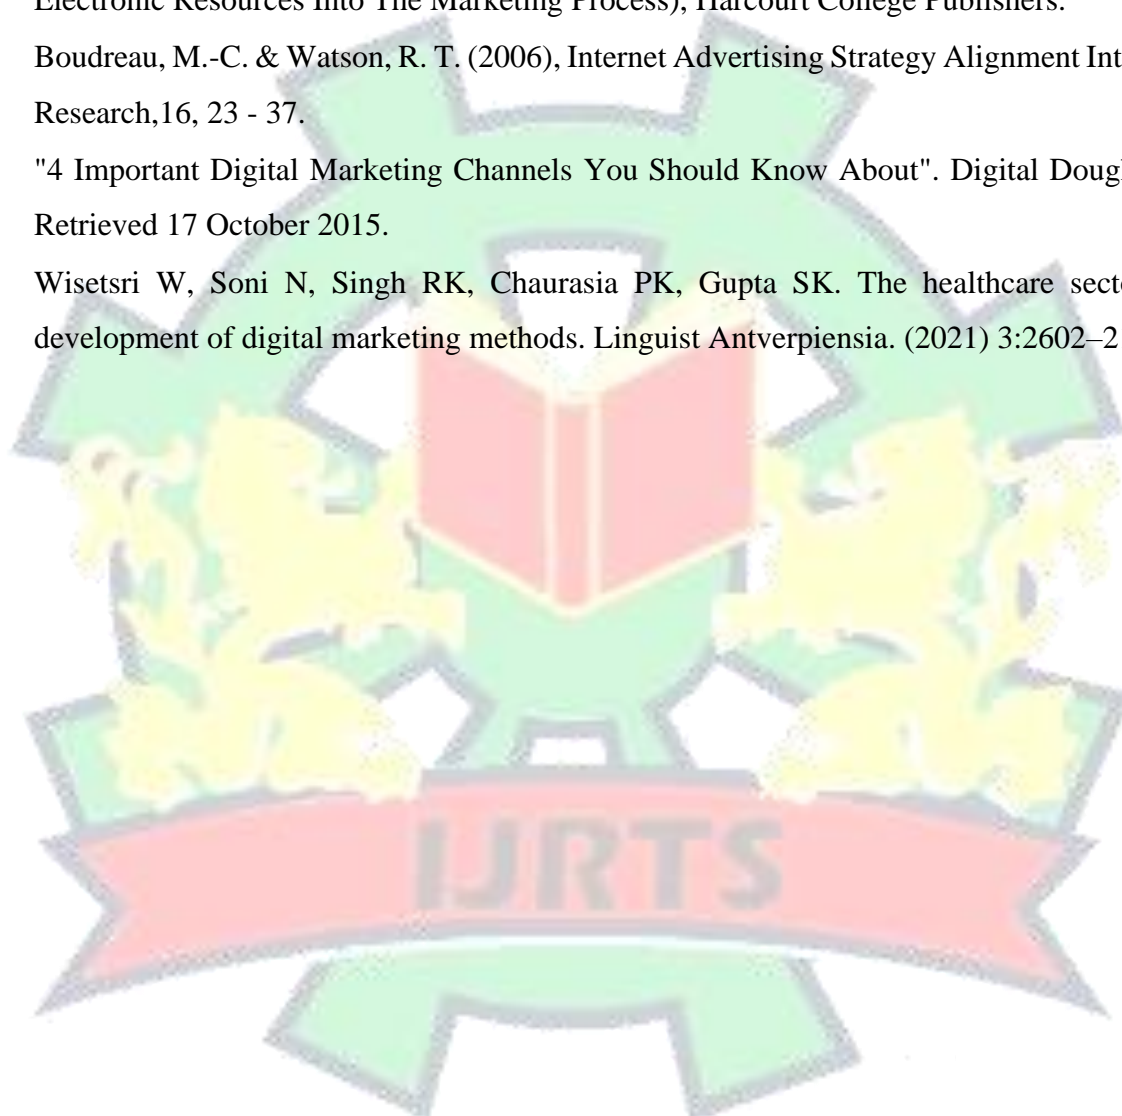 Electronic Resources Into The Marketing Process), Harcourt College Publishers.
Boudreau, M.-C. & Watson, R. T. (2006), Internet Advertising Strategy Alignment Int
Research,16, 23 - 37.
"4 Important Digital Marketing Channels You Should Know About". Digital Doug
Retrieved 17 October 2015.
Wisetsri W, Soni N, Singh RK, Chaurasia PK, Gupta SK. The healthcare sect
development of digital marketing methods. Linguist Antverpiensia. (2021) 3:2602–2
IJRTS